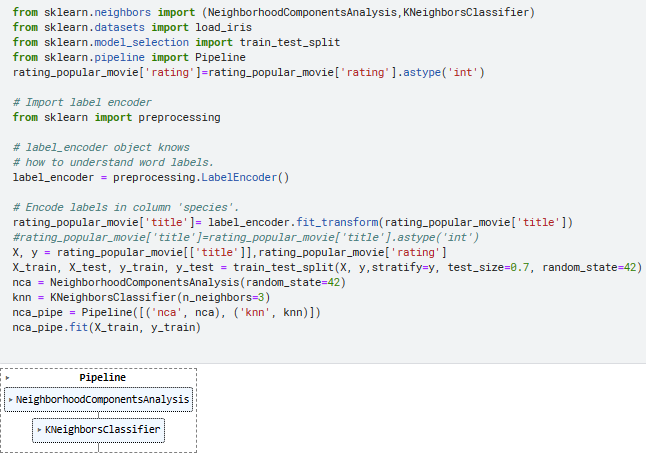 from sklearn.neighbors import (NeighborhoodComponentsAnalysis,KNeighborsClassifier)
from sklearn.datasets import load_iris
from sklearn.model_selection import train_test_split
from sklearn.pipeline import Pipeline
rating_popular_movie['rating']=rating_popular_movie['rating'].astype('int')
# Import label encoder
from sklearn import preprocessing
# label_encoder object knows
# how to understand word labels.
label_encoder = preprocessing.LabelEncoder()
# Encode labels in column 'species'.
rating_popular_movie['title']= label_encoder.fit_transform(rating_popular_movie['title'])
#rating_popular_movie['title']=rating_popular_movie['title'].astype('int')
X, y = rating_popular_movie[['title']],rating_popular_movie['rating']
X_train, X_test, y_train, y_test = train_test_split(X, y,stratify=y, test_size=0.7, random_state=42)
nca = NeighborhoodComponentsAnalysis(random_state=42)
knn = KNeighborsClassifier(n_neighbors=3)
nca_pipe = Pipeline([('nca', nca), ('knn', knn)])
nca_pipe.fit(X_train, y_train)
Pipeline
NeighborhoodComponentsAnalysis
KNeighborsClassifier